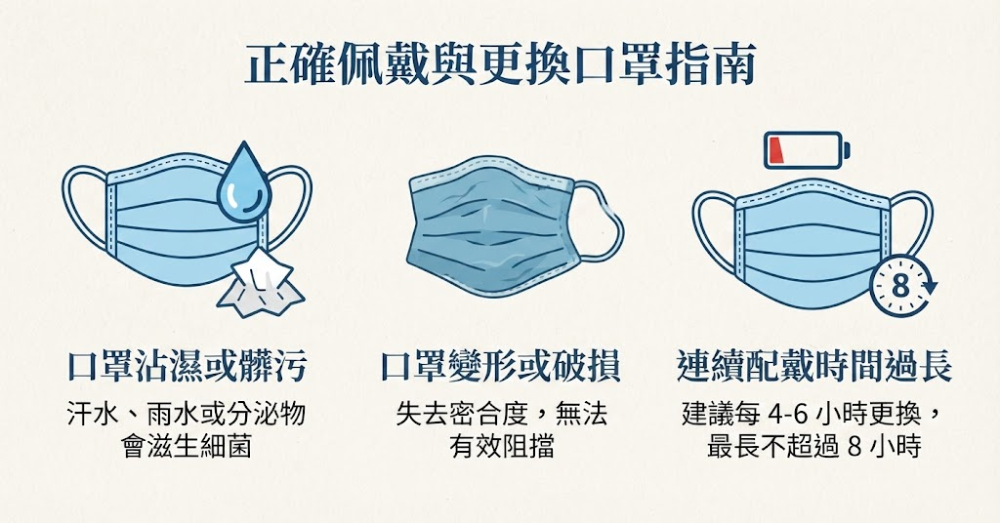 正確佩戴與更換口罩指南
8
口罩沾濕或髒污
汗水、雨水或分泌物
會滋生細菌
口罩變形或破損
失去密合度，無法
有效阻擋
連續配戴時間過長
建議每 4-6 小時更換，
最長不超過 8 小時